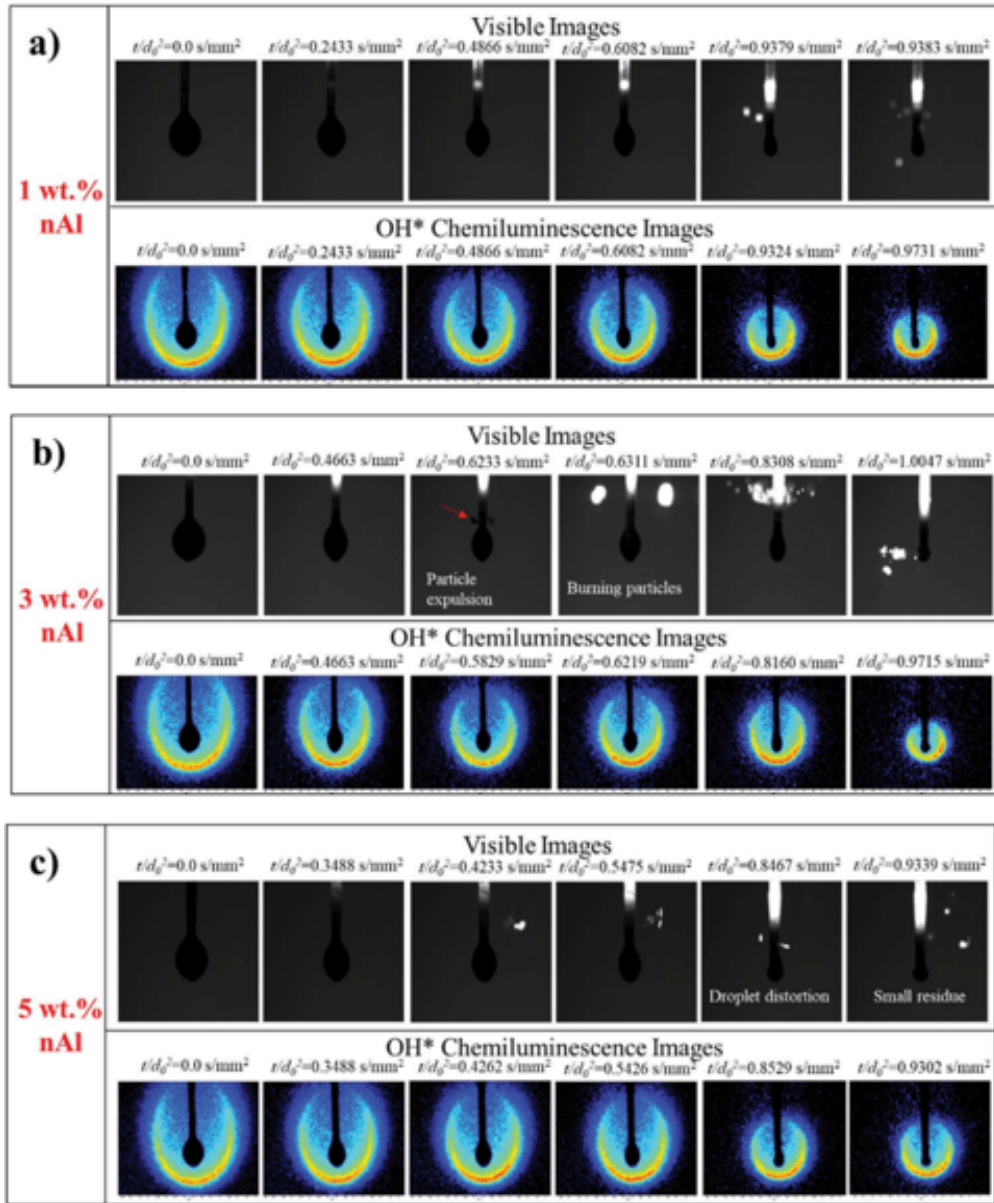 a)
1 wt.%
nAl
Visible Images
t/d₀²=0.0 s/mm² t/d₀²=0.2433 s/mm² t/d₀²=0.4866 s/mm² t/d₀²=0.6082 s/mm² t/d₀²=0.9379 s/mm² t/d₀²=0.9383 s/mm²
OH* Chemiluminescence Images
t/d₀²=0.0 s/mm² t/d₀²=0.2433 s/mm² t/d₀²=0.4866 s/mm² t/d₀²=0.6082 s/mm² t/d₀²=0.9324 s/mm² t/d₀²=0.9731 s/mm²
b)
3 wt.%
nAl
Visible Images
t/d₀²=0.0 s/mm² t/d₀²=0.4663 s/mm² t/d₀²=0.6233 s/mm² t/d₀²=0.6311 s/mm² t/d₀²=0.8308 s/mm² t/d₀²=1.0047 s/mm²
Particle
expulsion
Burning particles
OH* Chemiluminescence Images
t/d₀²=0.0 s/mm² t/d₀²=0.4663 s/mm² t/d₀²=0.5829 s/mm² t/d₀²=0.6219 s/mm² t/d₀²=0.8160 s/mm² t/d₀²=0.9715 s/mm²
c)
5 wt.%
nAl
Visible Images
t/d₀²=0.0 s/mm² t/d₀²=0.3488 s/mm² t/d₀²=0.4233 s/mm² t/d₀²=0.5475 s/mm² t/d₀²=0.8467 s/mm² t/d₀²=0.9339 s/mm²
Droplet distortion
Small residue
OH* Chemiluminescence Images
t/d₀²=0.0 s/mm² t/d₀²=0.3488 s/mm² t/d₀²=0.4262 s/mm² t/d₀²=0.5426 s/mm² t/d₀²=0.8529 s/mm² t/d₀²=0.9302 s/mm²